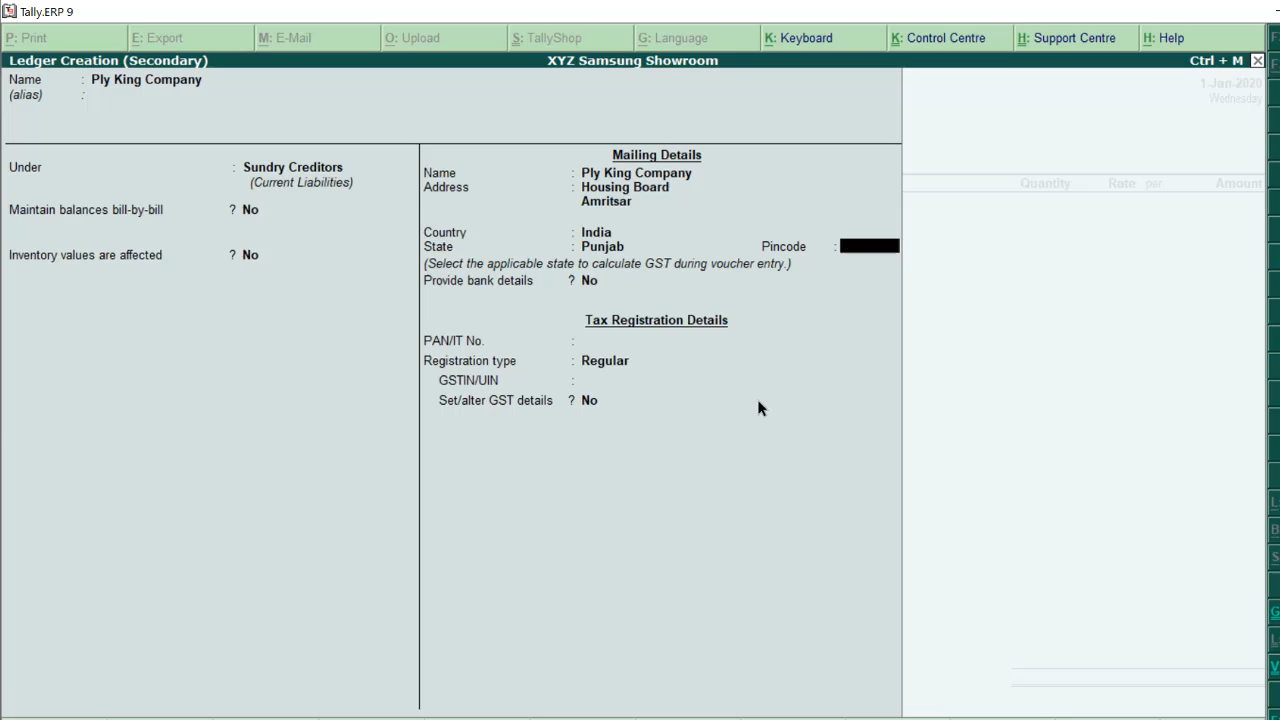 Tally.ERP 9
P: Print E: Export M: E-Mail O: Upload S: TallyShop G: Language K: Keyboard K: Control Centre H: Support Centre H: Help
Ledger Creation (Secondary) XYZ Samsung Showroom Ctrl + M
Name : Ply King Company
(alias) :
1-Jan-2020
Wednesday
Mailing Details
Under : Sundry Creditors
(Current Liabilities)
Maintain balances bill-by-bill ? No
Inventory values are affected ? No
Name : Ply King Company
Address : Housing Board
Amritsar
Country : India
State : Punjab Pincode :
(Select the applicable state to calculate GST during voucher entry.)
Provide bank details ? No
Tax Registration Details
PAN/IT No. :
Registration type : Regular
GSTIN/UIN :
Set/alter GST details ? No
Quantity Rate per Amount